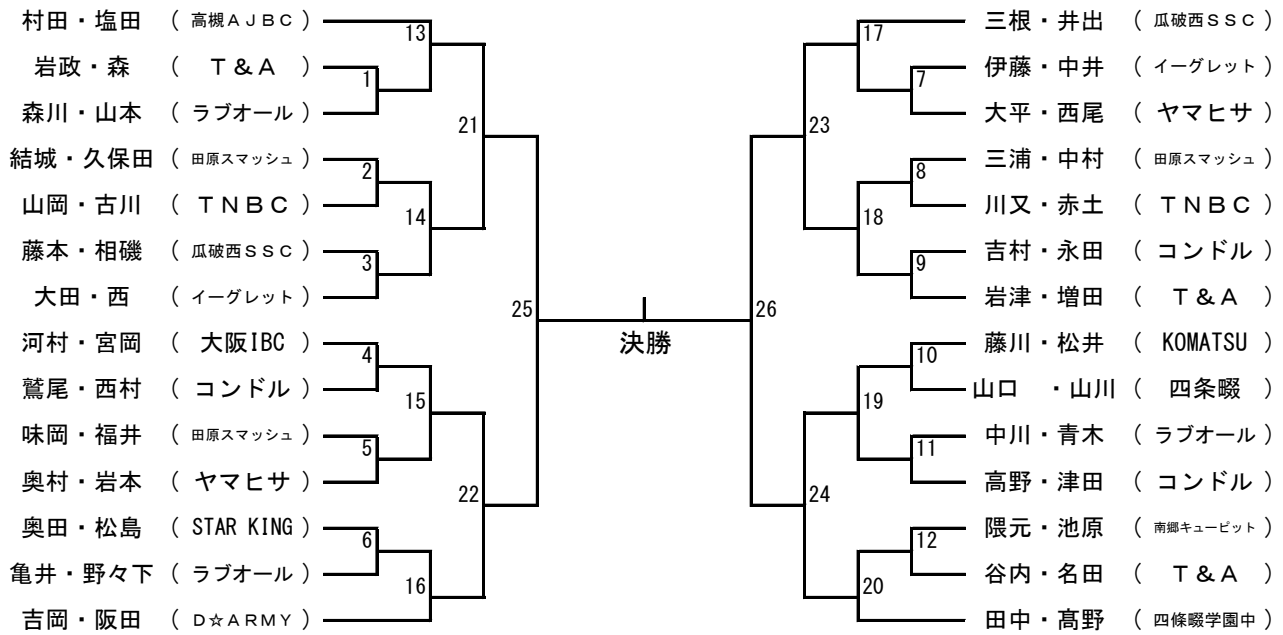 村田・塩田 （ 高槻ＡＪＢＣ ）
岩政・森 （ Ｔ＆Ａ ）
森川・山本 （ ラブオール ）
結城・久保田 （ 田原スマッシュ ）
山岡・古川 （ ＴＮＢＣ ）
藤本・相磯 （ 瓜破西ＳＳＣ ）
大田・西 （ イーグレット ）
河村・宮岡 （ 大阪IBC ）
鷲尾・西村 （ コンドル ）
味岡・福井 （ 田原スマッシュ ）
奥村・岩本 （ ヤマヒサ ）
奥田・松島 （ STAR KING ）
亀井・野々下 （ ラブオール ）
吉岡・阪田 （ Ｄ☆ＡＲＭＹ ）
1
2
3
4
5
6
13
14
15
16
21
22
25
決勝
26
23
24
17
18
19
20
7
8
9
10
11
12
三根・井出 （ 瓜破西ＳＳＣ ）
伊藤・中井 （ イーグレット ）
大平・西尾 （ ヤマヒサ ）
三浦・中村 （ 田原スマッシュ ）
川又・赤土 （ ＴＮＢＣ ）
吉村・永田 （ コンドル ）
岩津・増田 （ Ｔ＆Ａ ）
藤川・松井 （ KOMATSU ）
山口　・山川 （ 四条畷 ）
中川・青木 （ ラブオール ）
高野・津田 （ コンドル ）
隈元・池原 （ 南郷キューピット ）
谷内・名田 （ Ｔ＆Ａ ）
田中・髙野 （ 四條畷学園中 ）